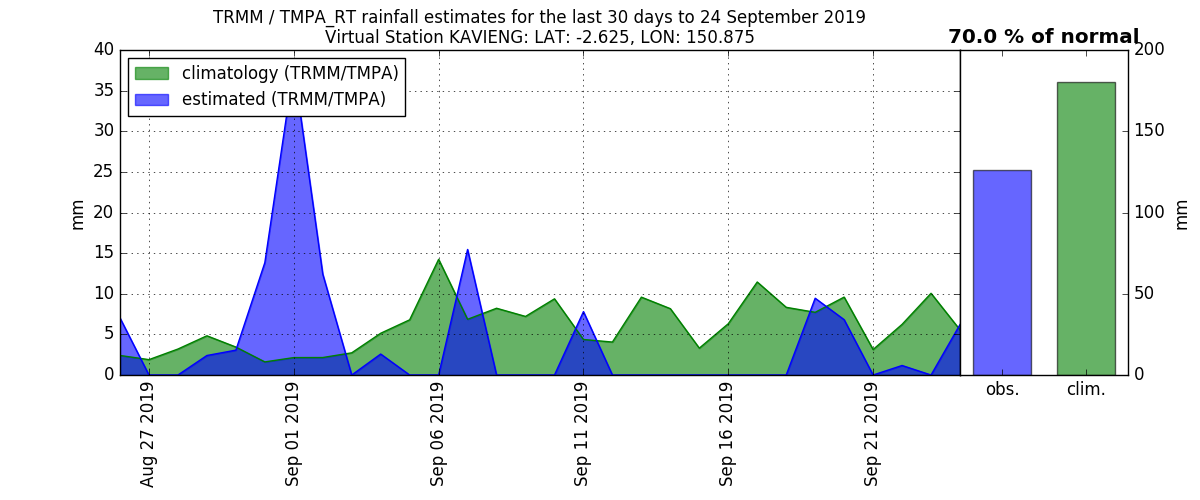 TRMM / TMPA_RT rainfall estimates for the last 30 days to 24 September 2019
Virtual Station KAVIENG: LAT: -2.625, LON: 150.875
70.0 % of normal
climatology (TRMM/TMPA)
estimated (TRMM/TMPA)
40
35
30
25
20
15
10
5
0
mm
Aug 27 2019
Sep 01 2019
Sep 06 2019
Sep 11 2019
Sep 16 2019
Sep 21 2019
obs.
clim.
200
150
100
50
0
mm